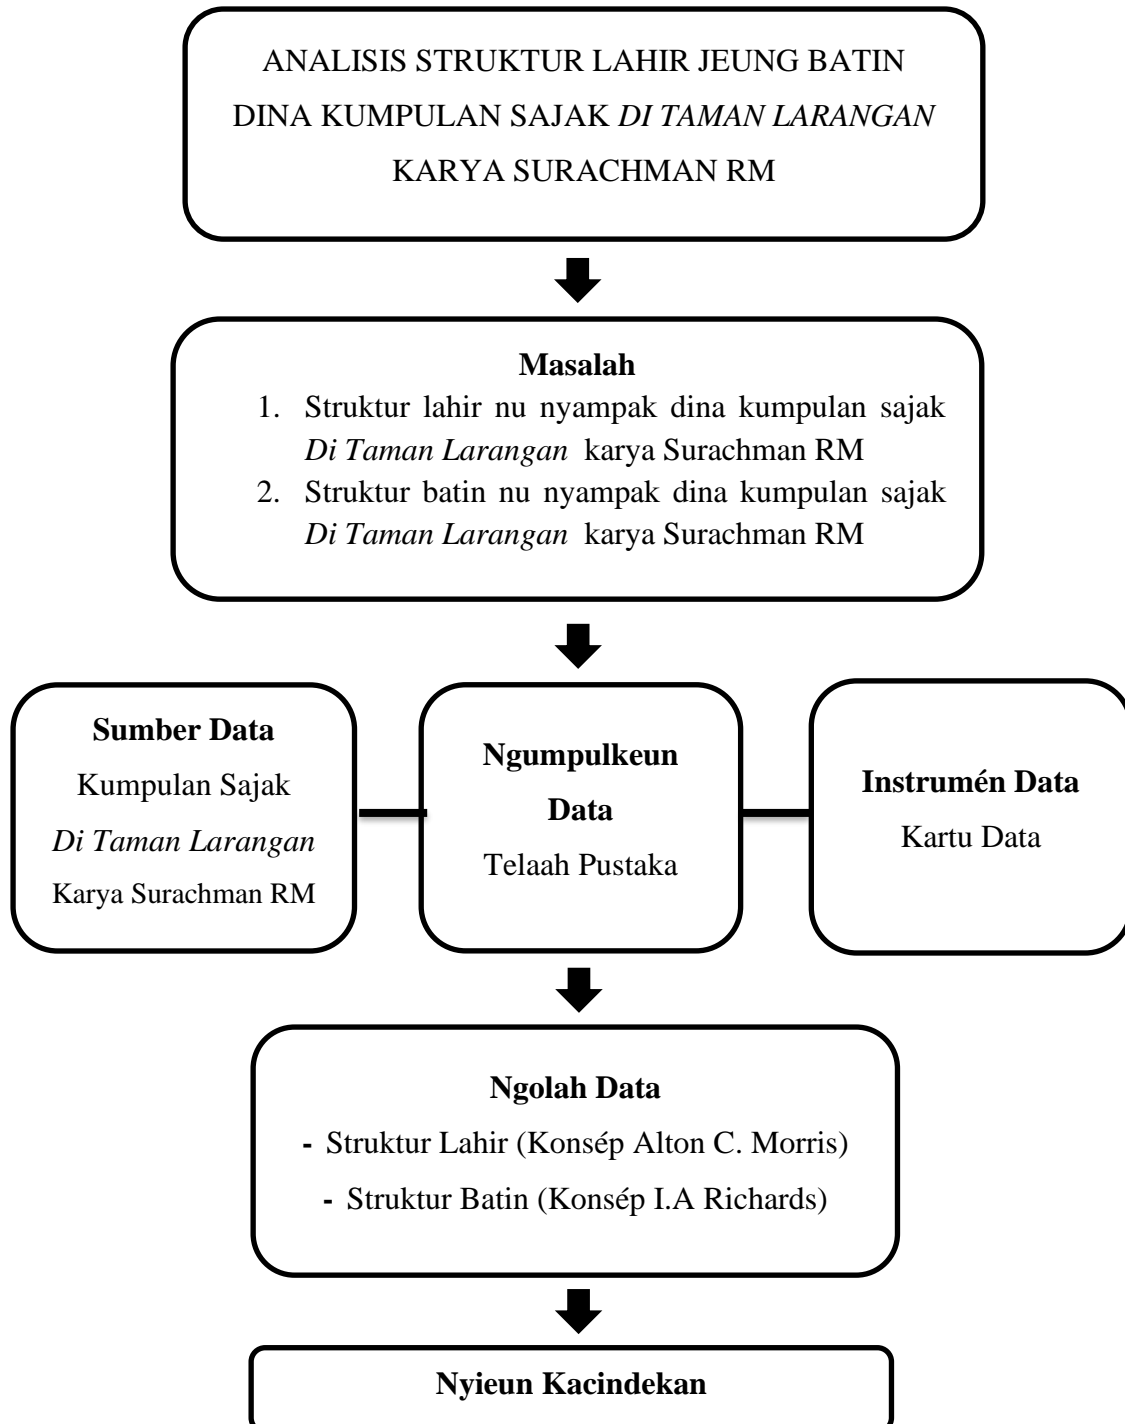 ANALISIS STRUKTUR LAHIR JEUNG BATIN
DINA KUMPULAN SAJAK DI TAMAN LARANGAN
KARYA SURACHMAN RM
Masalah
1. Struktur lahir nu nyampak dina kumpulan sajak
Di Taman Larangan karya Surachman RM
2. Struktur batin nu nyampak dina kumpulan sajak
Di Taman Larangan karya Surachman RM
Sumber Data
Kumpulan Sajak
Di Taman Larangan
Karya Surachman RM
Ngumpulkeun
Data
Telaah Pustaka
Instrumén Data
Kartu Data
Ngolah Data
- Struktur Lahir (Konsép Alton C. Morris)
- Struktur Batin (Konsép I.A Richards)
Nyieun Kacindekan